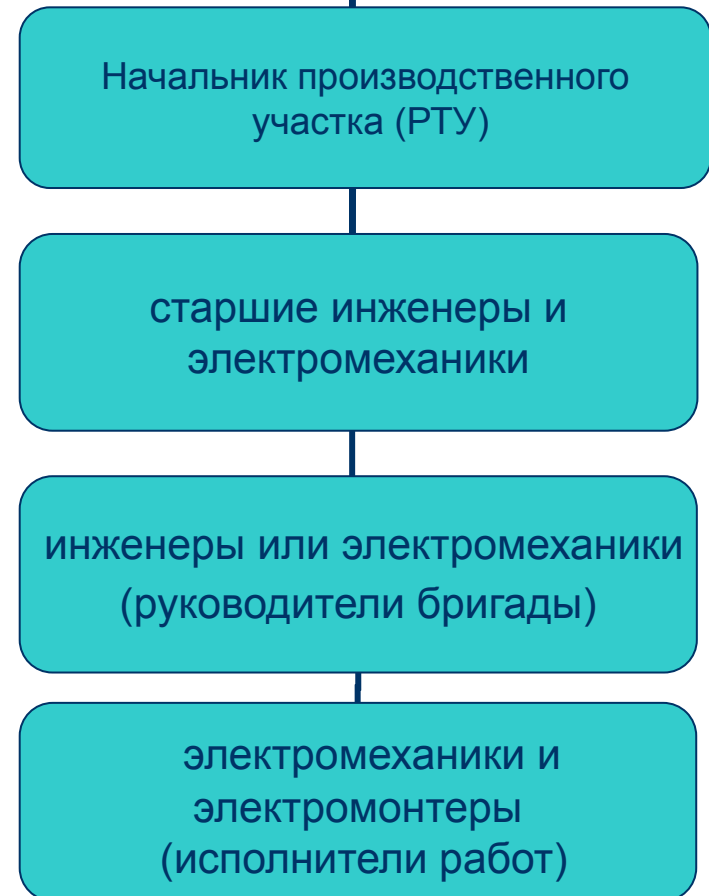 Начальник производственного
участка (РТУ)
старшие инженеры и
электромеханики
инженеры или электромеханики
(руководители бригады)
электромеханики и
электромонтеры
(исполнители работ)